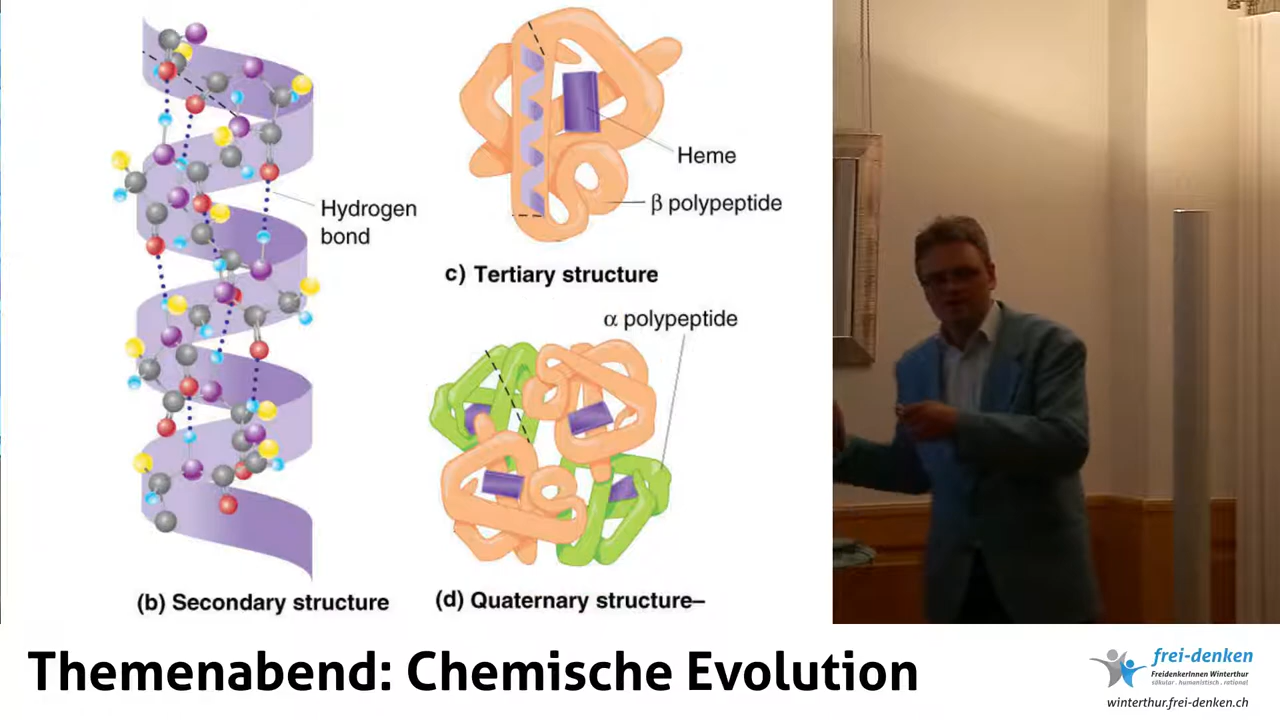 Hydrogen
bond
(b) Secondary structure
Heme
β polypeptide
c) Tertiary structure
α polypeptide
(d) Quaternary structure–
Themenabend: Chemische Evolution
frei-denken
FreidenkerInnen Winterthur
säkular . humanistisch . rational
winterthur.frei-denken.ch